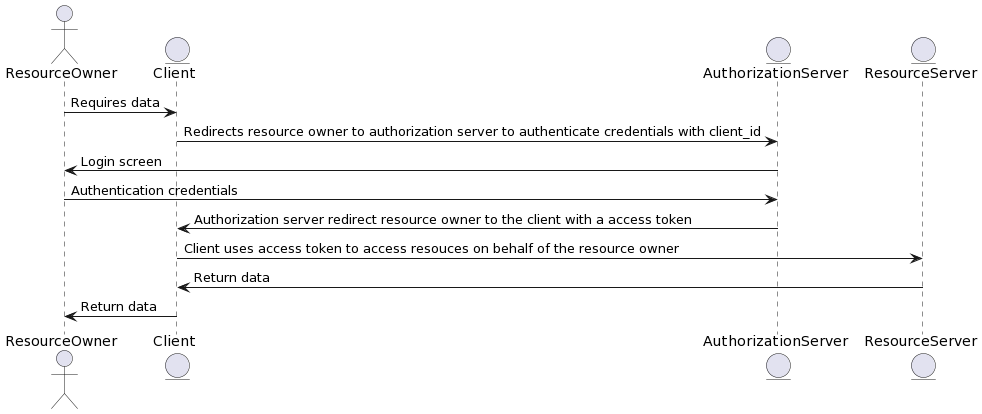 ResourceOwner
Client
AuthorizationServer
ResourceServer
Requires data
Redirects resource owner to authorization server to authenticate credentials with client_id
Login screen
Authentication credentials
Authorization server redirect resource owner to the client with a access token
Client uses access token to access resouces on behalf of the resource owner
Return data
Return data
ResourceOwner
Client
AuthorizationServer
ResourceServer